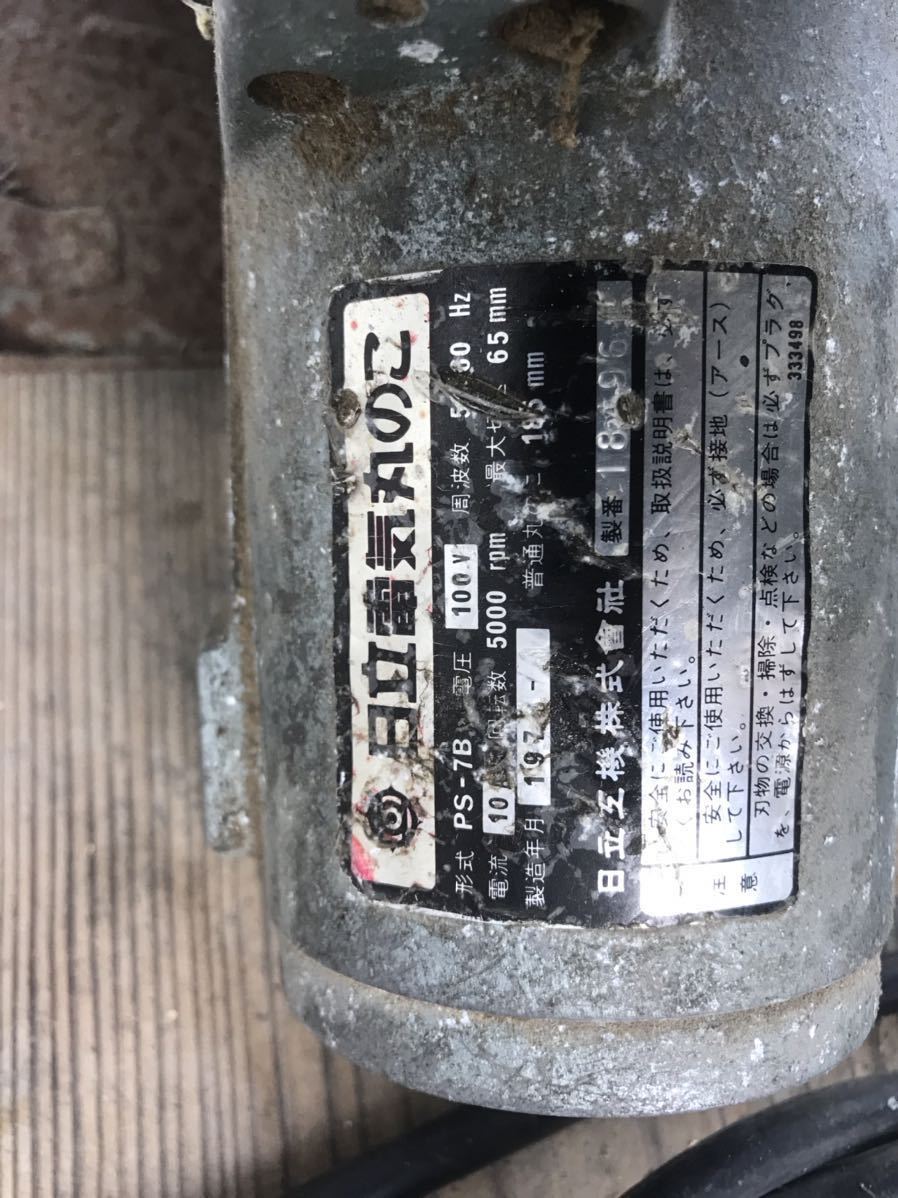 日立電気丸のこ
形式 PS-7B 電圧 100V 周波数 5 60 Hz
電流 10 回転数 5000 rpm 最大 65 mm
製造年月 197 - 普通丸 185 mm
日立工機株式會社 製番
注意
安全にご使用いただくため、取扱説明書は、必ず
お読み下さい。
安全にご使用いただくため、必ず接地(アース)
して下さい。
刃物の交換・掃除・点検などの場合は必ずプラグ
を、電源からはずして下さい。
333498